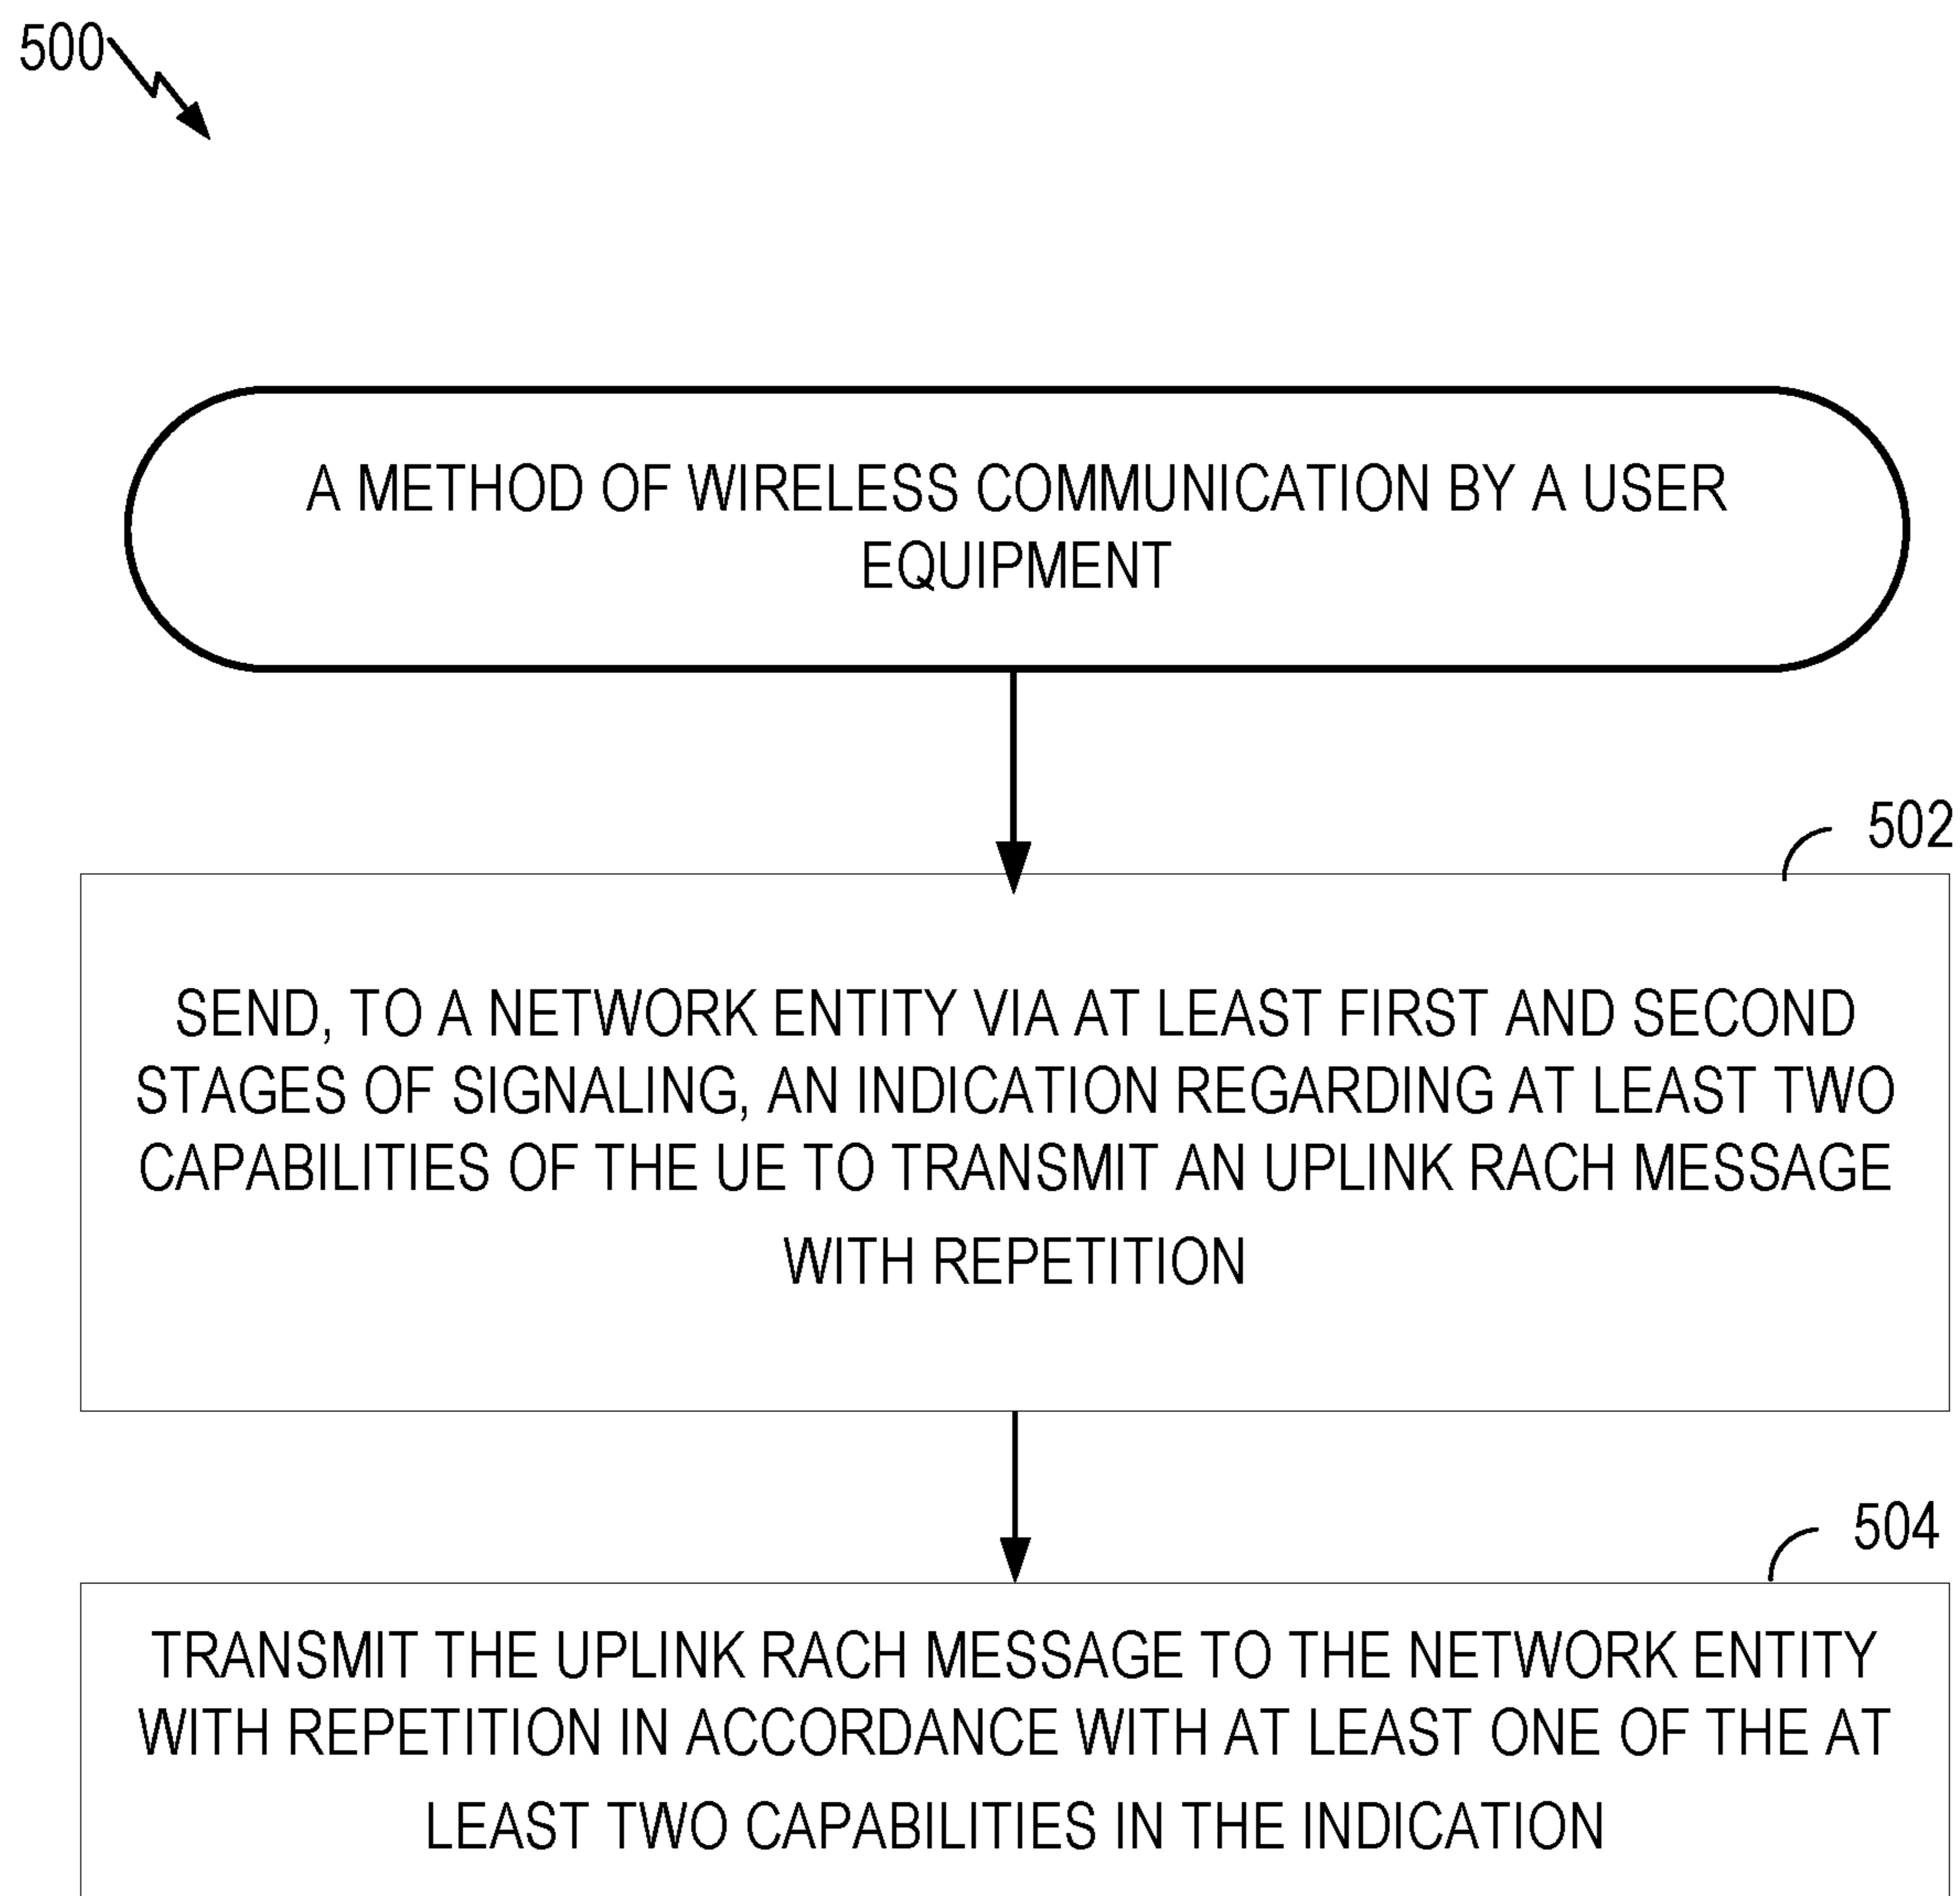 500
A METHOD OF WIRELESS COMMUNICATION BY A USER
EQUIPMENT
502
SEND, TO A NETWORK ENTITY VIA AT LEAST FIRST AND SECOND
STAGES OF SIGNALING, AN INDICATION REGARDING AT LEAST TWO
CAPABILITIES OF THE UE TO TRANSMIT AN UPLINK RACH MESSAGE
WITH REPETITION
504
TRANSMIT THE UPLINK RACH MESSAGE TO THE NETWORK ENTITY
WITH REPETITION IN ACCORDANCE WITH AT LEAST ONE OF THE AT
LEAST TWO CAPABILITIES IN THE INDICATION